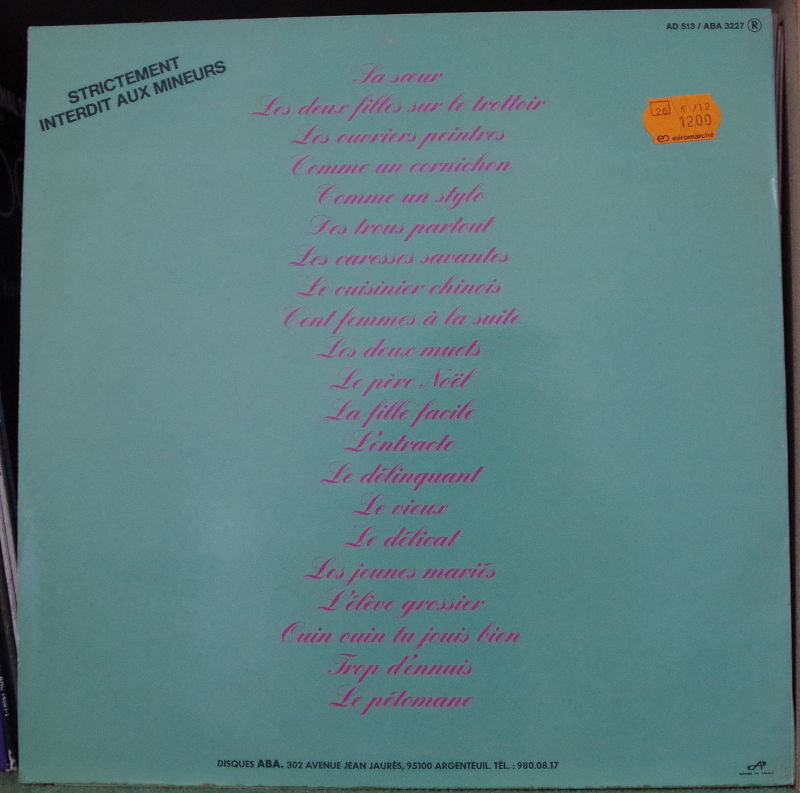 AD 513 / ABA 3227 R
STRICTEMENT
INTERDIT AUX MINEURS
26 6 /12
1200
euromarché
Sa sœur
Les deux filles sur le trottoir
Les ouvriers peintres
Comme un cornichon
Comme un stylo
Des trous partout
Les caresses savantes
Le cuisinier chinois
Cent femmes à la suite
Les deux muets
Le père Noël
La fille facile
L'entracte
Le délinquant
Le vieux
Le délicat
Les jeunes mariés
L'élève grossier
Ouin ouin tu jouis bien
Trop d'énnuis
Le pétomane
DISQUES ABA. 302 AVENUE JEAN JAURÉS, 95100 ARGENTEUIL. TÉL. : 980.08.17